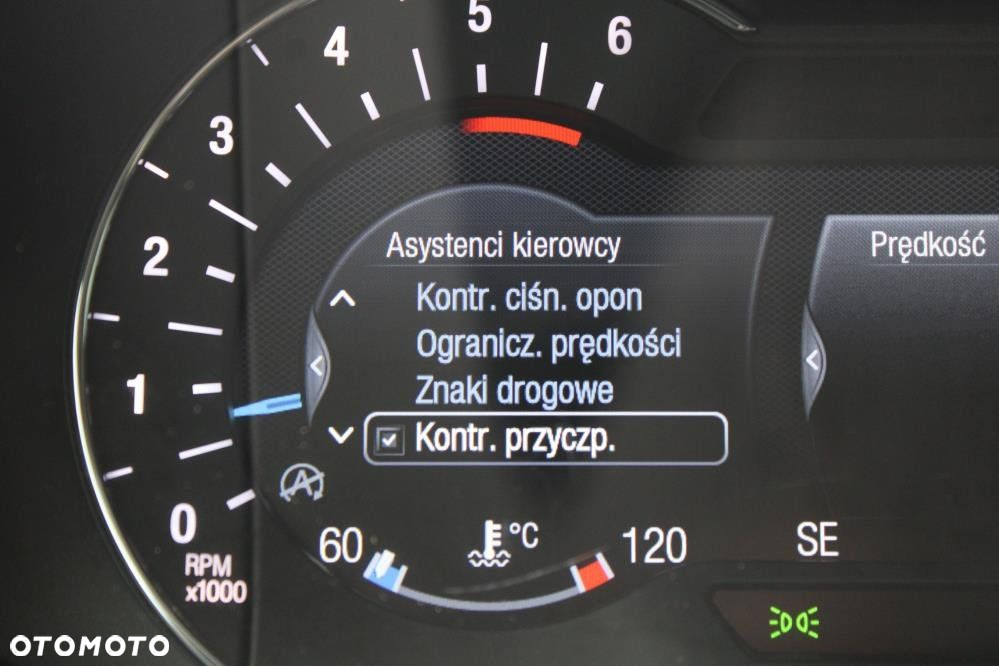 5
4
6
3
2
1
0
RPM
x1000
Asystenci kierowcy
Kontr. ciśn. opon
Ogranicz. prędkości
Znaki drogowe
Kontr. przyczp.
Prędkość
60
°C
120
SE
A
OTOMOTO